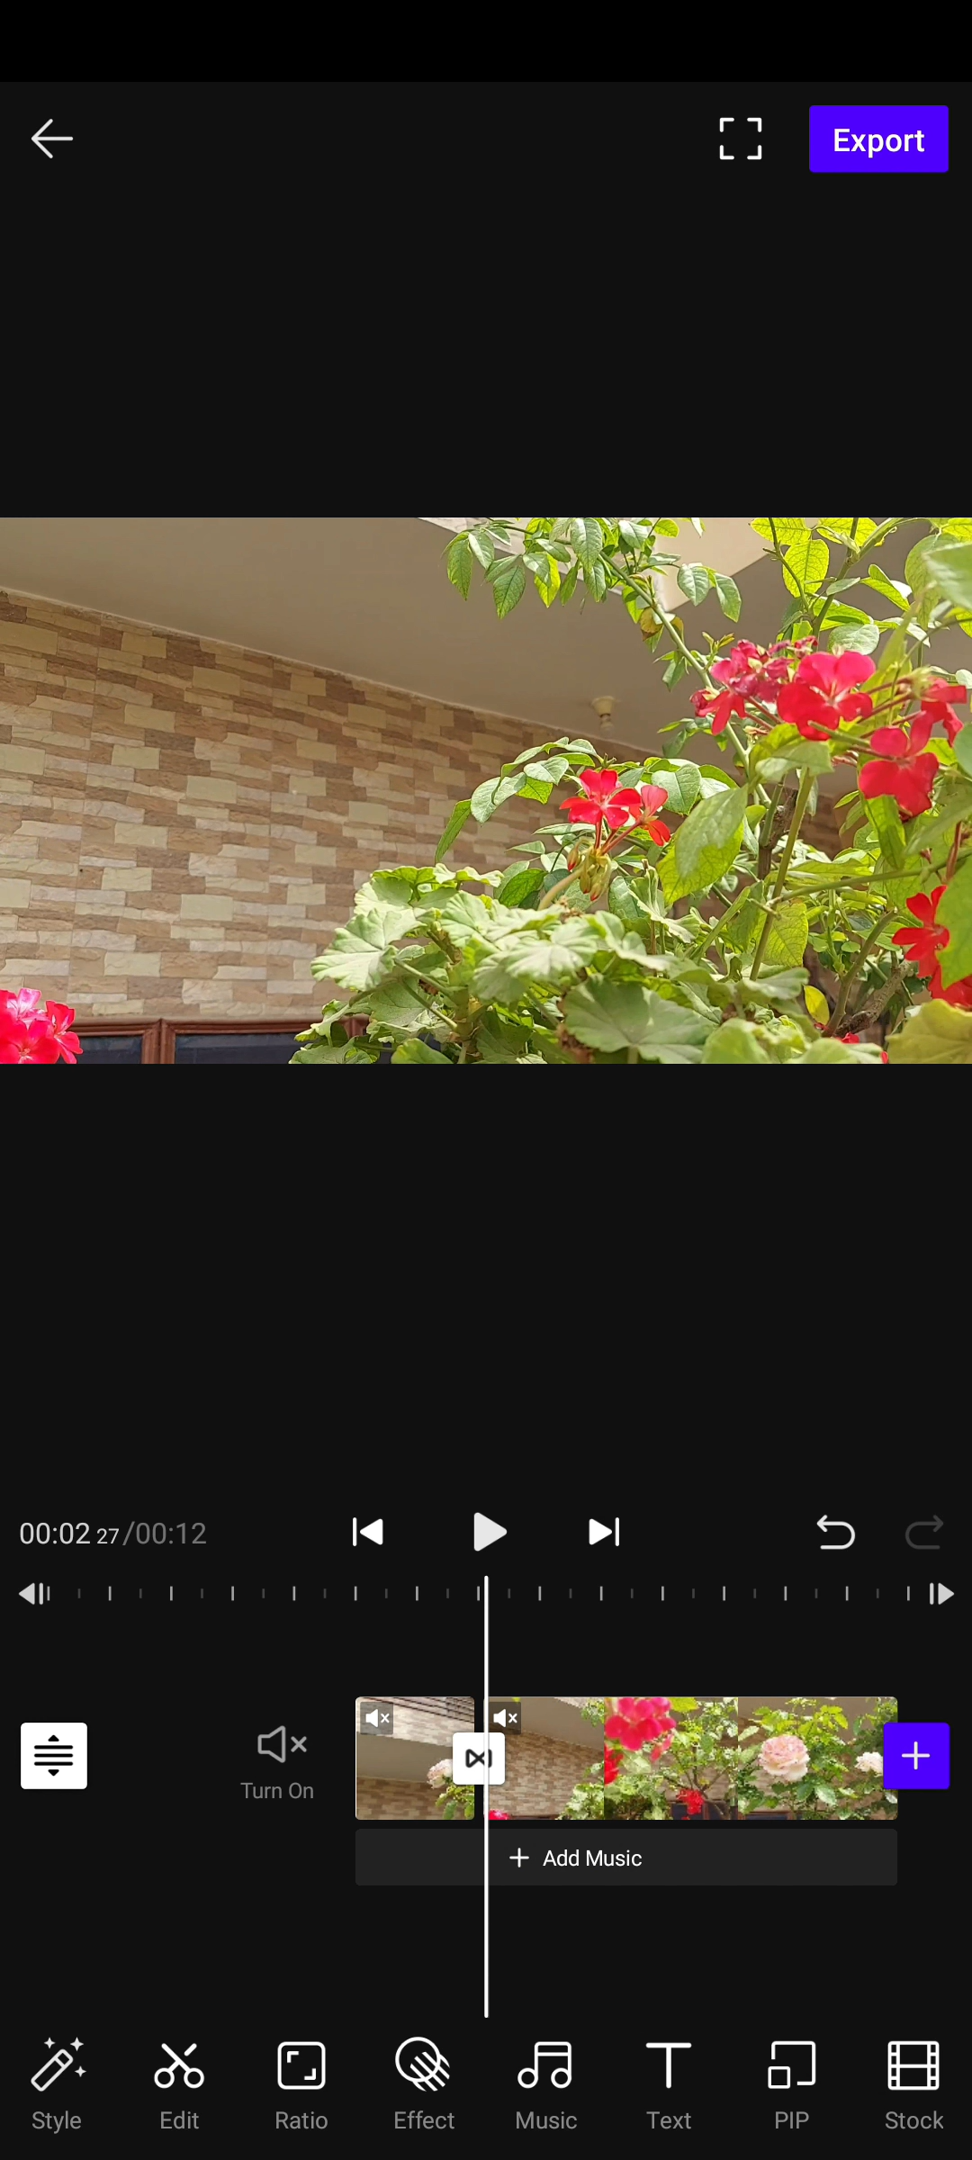 Export
00:02 27/00:12
Turn On
+ Add Music
Style
Edit
Ratio
Effect
Music
Text
PIP
Stock